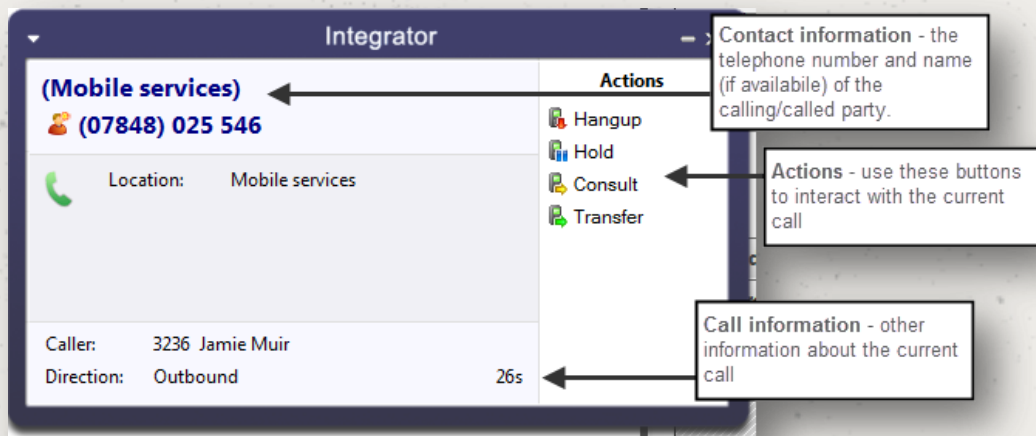 Integrator
(Mobile services)
(07848) 025 546
Location: Mobile services
Actions
Hangup
Hold
Consult
Transfer
Caller: 3236 Jamie Muir
Direction: Outbound 26s
Contact information - the
telephone number and name
(if availabile) of the
calling/called party.
Actions - use these buttons
to interact with the current
call
Call information - other
information about the current
call